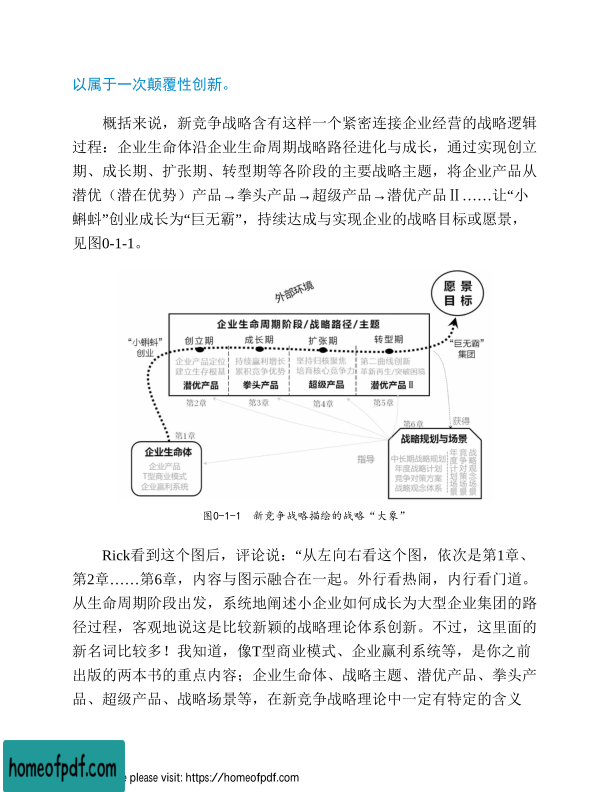 以属于一次颠覆性创新。
概括来说，新竞争战略含有这样一个紧密连接企业经营的战略逻辑
过程：企业生命体沿企业生命周期战略路径进化与成长，通过实现创立
期、成长期、扩张期、转型期等各阶段的主要战略主题，将企业产品从
潜优（潜在优势）产品→拳头产品→超级产品→潜优产品Ⅱ……让“小
蝌蚪”创业成长为“巨无霸”，持续达成与实现企业的战略目标或愿景，
见图0-1-1。
外部环境
愿景
目标
企业生命周期阶段/战略路径/主题
“小蝌蚪”
创业
创立期 成长期 扩张期 转型期
“巨无霸”
集团
企业产品定位 持续赢利增长 坚持归核聚焦 第二曲线创新
建立生存根基 累积竞争优势 培育核心竞争力 革新再生/突破困境
潜优产品 拳头产品 超级产品 潜优产品Ⅱ
第2章 第3章 第4章 第5章
第6章 获得
第1章
企业生命体
企业产品
T型商业模式
企业赢利系统
指导
战略规划与场景
中长期战略规划
年度战略计划
竞争对策方案
战略观念体系
年度计划场景
竞争对策场景
战略观念场景
图0-1-1 新竞争战略描绘的战略“大象”
Rick看到这个图后，评论说：“从左向右看这个图，依次是第1章、
第2章……第6章，内容与图示融合在一起。外行看热闹，内行看门道。
从生命周期阶段出发，系统地阐述小企业如何成长为大型企业集团的路
径过程，客观地说这是比较新颖的战略理论体系创新。不过，这里面的
新名词比较多！我知道，像T型商业模式、企业赢利系统等，是你之前
出版的两本书的重点内容；企业生命体、战略主题、潜优产品、拳头产
品、超级产品、战略场景等，在新竞争战略理论中一定有特定的含义
homeofpdf.com
e please visit: https://homeofpdf.com